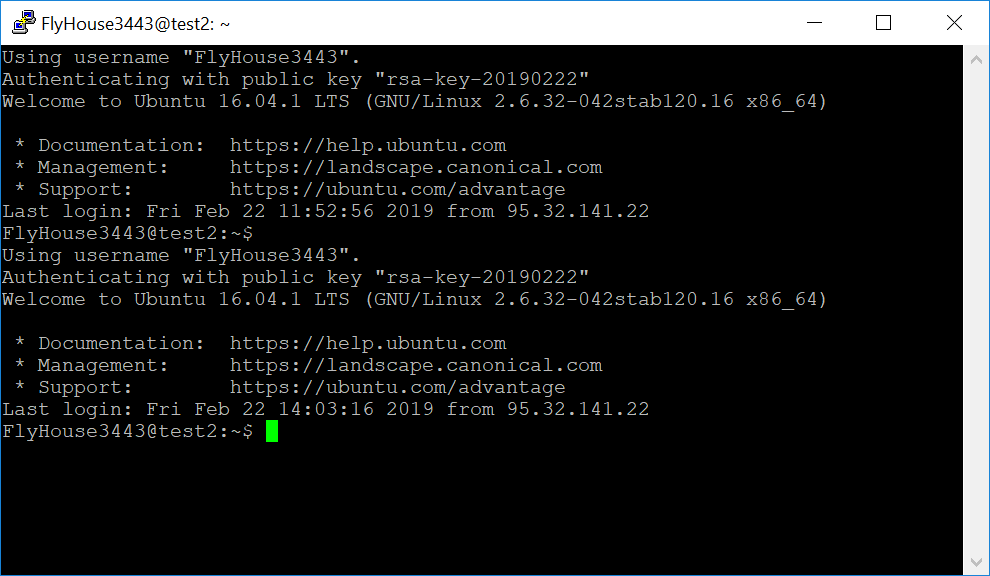 FlyHouse3443@test2: ~
Using username "FlyHouse3443".
Authenticating with public key "rsa-key-20190222"
Welcome to Ubuntu 16.04.1 LTS (GNU/Linux 2.6.32-042stab120.16 x86_64)
* Documentation:  https://help.ubuntu.com
* Management:     https://landscape.canonical.com
* Support:        https://ubuntu.com/advantage
Last login: Fri Feb 22 11:52:56 2019 from 95.32.141.22
FlyHouse3443@test2:~$
Using username "FlyHouse3443".
Authenticating with public key "rsa-key-20190222"
Welcome to Ubuntu 16.04.1 LTS (GNU/Linux 2.6.32-042stab120.16 x86_64)
* Documentation:  https://help.ubuntu.com
* Management:     https://landscape.canonical.com
* Support:        https://ubuntu.com/advantage
Last login: Fri Feb 22 14:03:16 2019 from 95.32.141.22
FlyHouse3443@test2:~$